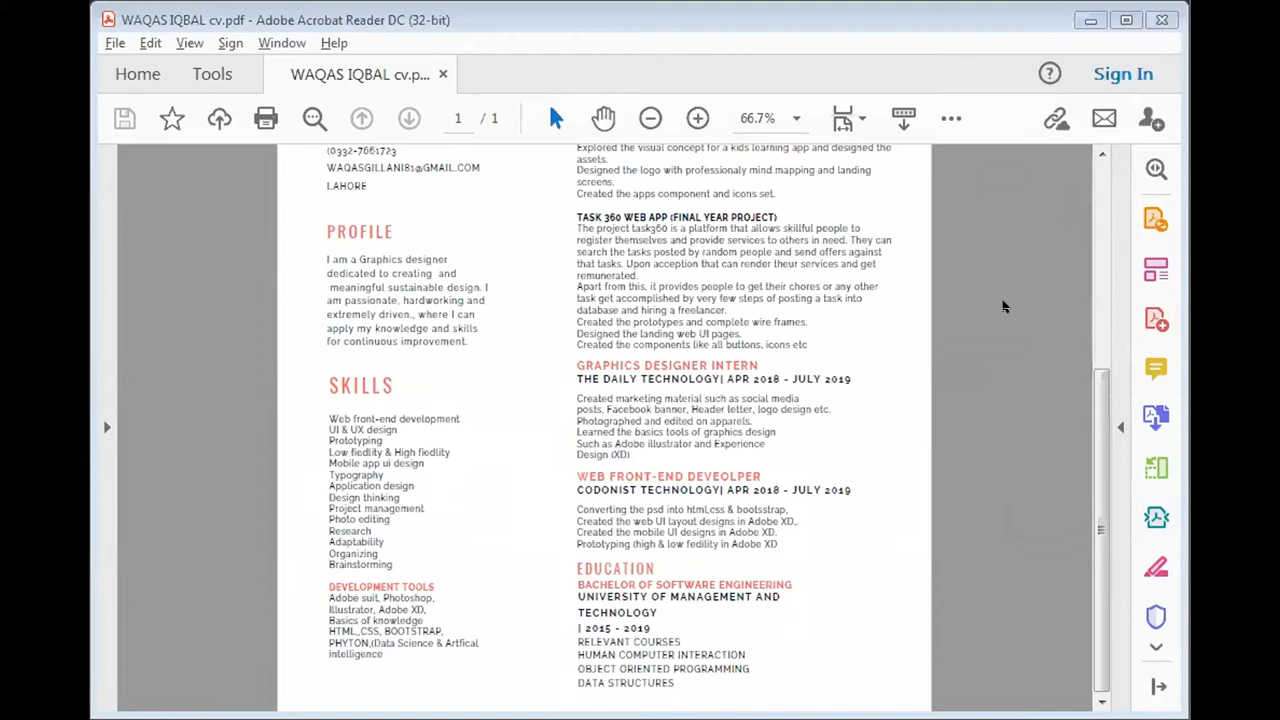 WAQAS IQBAL cv.pdf - Adobe Acrobat Reader DC (32-bit)
File Edit View Sign Window Help
Home Tools WAQAS IQBAL cv.p... ×
Sign In
1 / 1 66.7%
(0332-7661723
WAQASGILLANI81@GMAIL.COM
LAHORE
PROFILE
I am a Graphics designer
dedicated to creating and
meaningful sustainable design. I
am passionate, hardworking and
extremely driven., where I can
apply my knowledge and skills
for continuous improvement.
SKILLS
Web front-end development
UI & UX design
Prototyping
Low fiedlity & High fiedlity
Mobile app ui design
Typography
Application design
Design thinking
Project management
Photo editing
Research
Adaptability
Organizing
Brainstorming
DEVELOPMENT TOOLS
Adobe suit, Photoshop,
Illustrator, Adobe XD,
Basics of knowledge
HTML,,CSS, BOOTSTRAP,
PHYTON,(Data Science & Artfical
intelligence
Explored the visual concept for a kids learning app and designed the
assets.
Designed the logo with professionaly mind mapping and landing
screens.
Created the apps component and icons set.
TASK 360 WEB APP (FINAL YEAR PROJECT)
The project task360 is a platform that allows skillful people to
register themselves and provide services to others in need. They can
search the tasks posted by random people and send offers against
that tasks. Upon acception that can render theur services and get
remunerated.
Apart from this, it provides people to get their chores or any other
task get accomplished by very few steps of posting a task into
database and hiring a freelancer.
Created the prototypes and complete wire frames.
Designed the landing web UI pages.
Created the components like all buttons, icons etc
GRAPHICS DESIGNER INTERN
THE DAILY TECHNOLOGY| APR 2018 - JULY 2019
Created marketing material such as social media
posts, Facebook banner, Header letter, logo design etc.
Photographed and edited on apparels.
Learned the basics tools of graphics design
Such as Adobe illustrator and Experience
Design (XD)
WEB FRONT-END DEVEOLPER
CODONIST TECHNOLOGY| APR 2018 - JULY 2019
Converting the psd into html,css & bootsstrap,
Created the web UI layout designs in Adobe XD,.
Created the mobile UI designs in Adobe XD.
Prototyping (high & low fedility in Adobe XD
EDUCATION
BACHELOR OF SOFTWARE ENGINEERING
UNIVERSITY OF MANAGEMENT AND
TECHNOLOGY
| 2015 - 2019
RELEVANT COURSES
HUMAN COMPUTER INTERACTION
OBJECT ORIENTED PROGRAMMING
DATA STRUCTURES